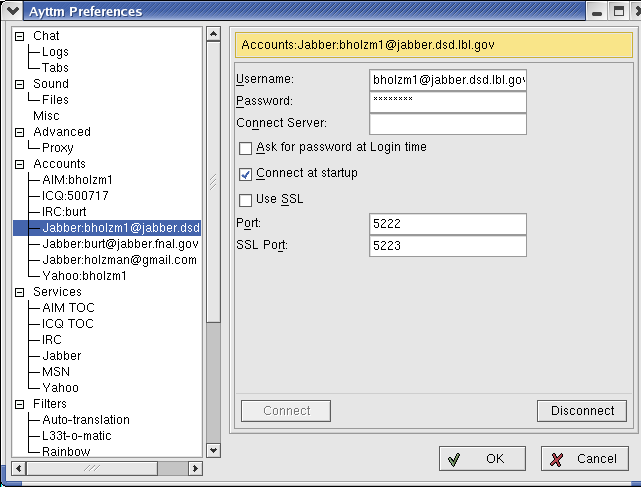 Ayttm Preferences
Chat
Logs
Tabs
Sound
Files
Misc
Advanced
Proxy
Accounts
AIM:bholzm1
ICQ:500717
IRC:burt
Jabber:bholzm1@jabber.dsd
Jabber:burt@jabber.fnal.gov
Jabber:holzman@gmail.com
Yahoo:bholzm1
Services
AIM TOC
ICQ TOC
IRC
Jabber
MSN
Yahoo
Filters
Auto-translation
L33t-o-matic
Rainbow
Accounts:Jabber:bholzm1@jabber.dsd.lbl.gov
Username: bholzm1@jabber.dsd.lbl.gov
Password: ********
Connect Server:
Ask for password at Login time
Connect at startup
Use SSL
Port: 5222
SSL Port: 5223
Connect Disconnect
OK Cancel